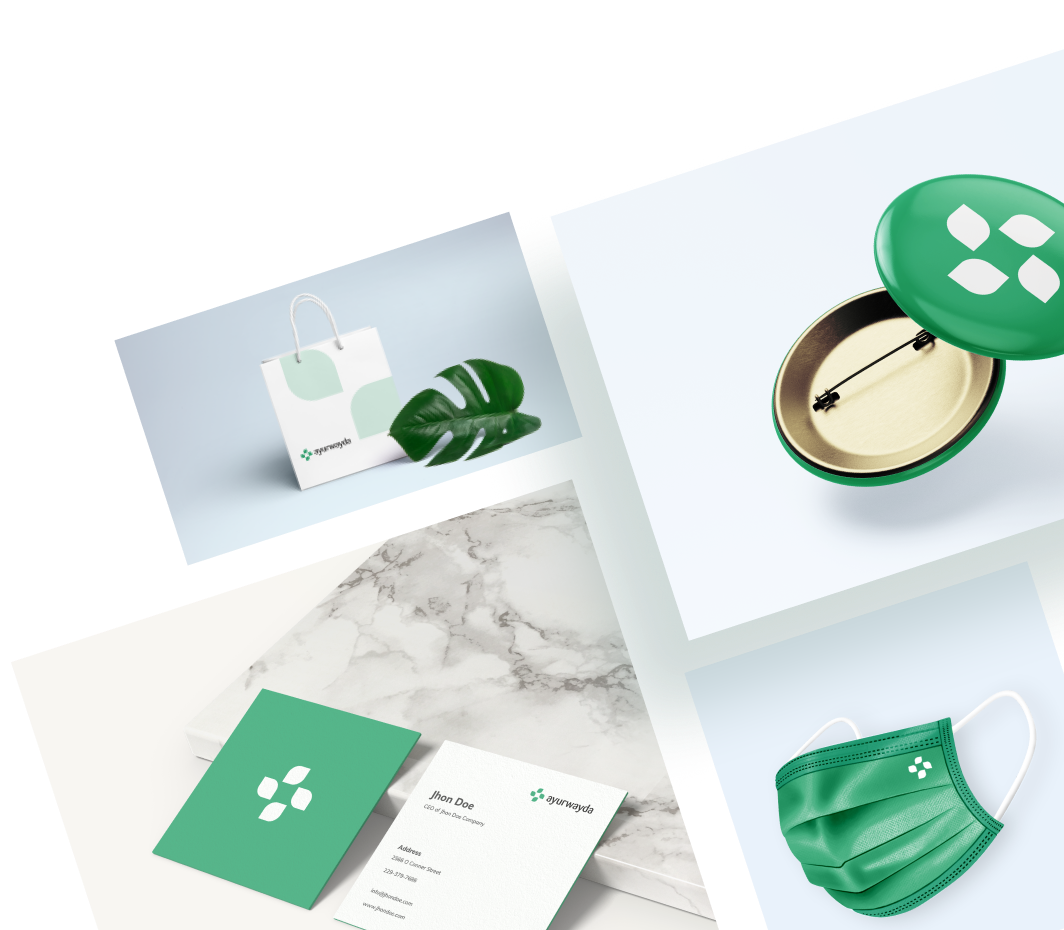 ayurwayda
Jhon Doe
CEO of Jhon Doe Company
ayurwayda
Address
2966 O Conner Street
229-379-7666
info@jhondoe.com
www.jhondoe.com